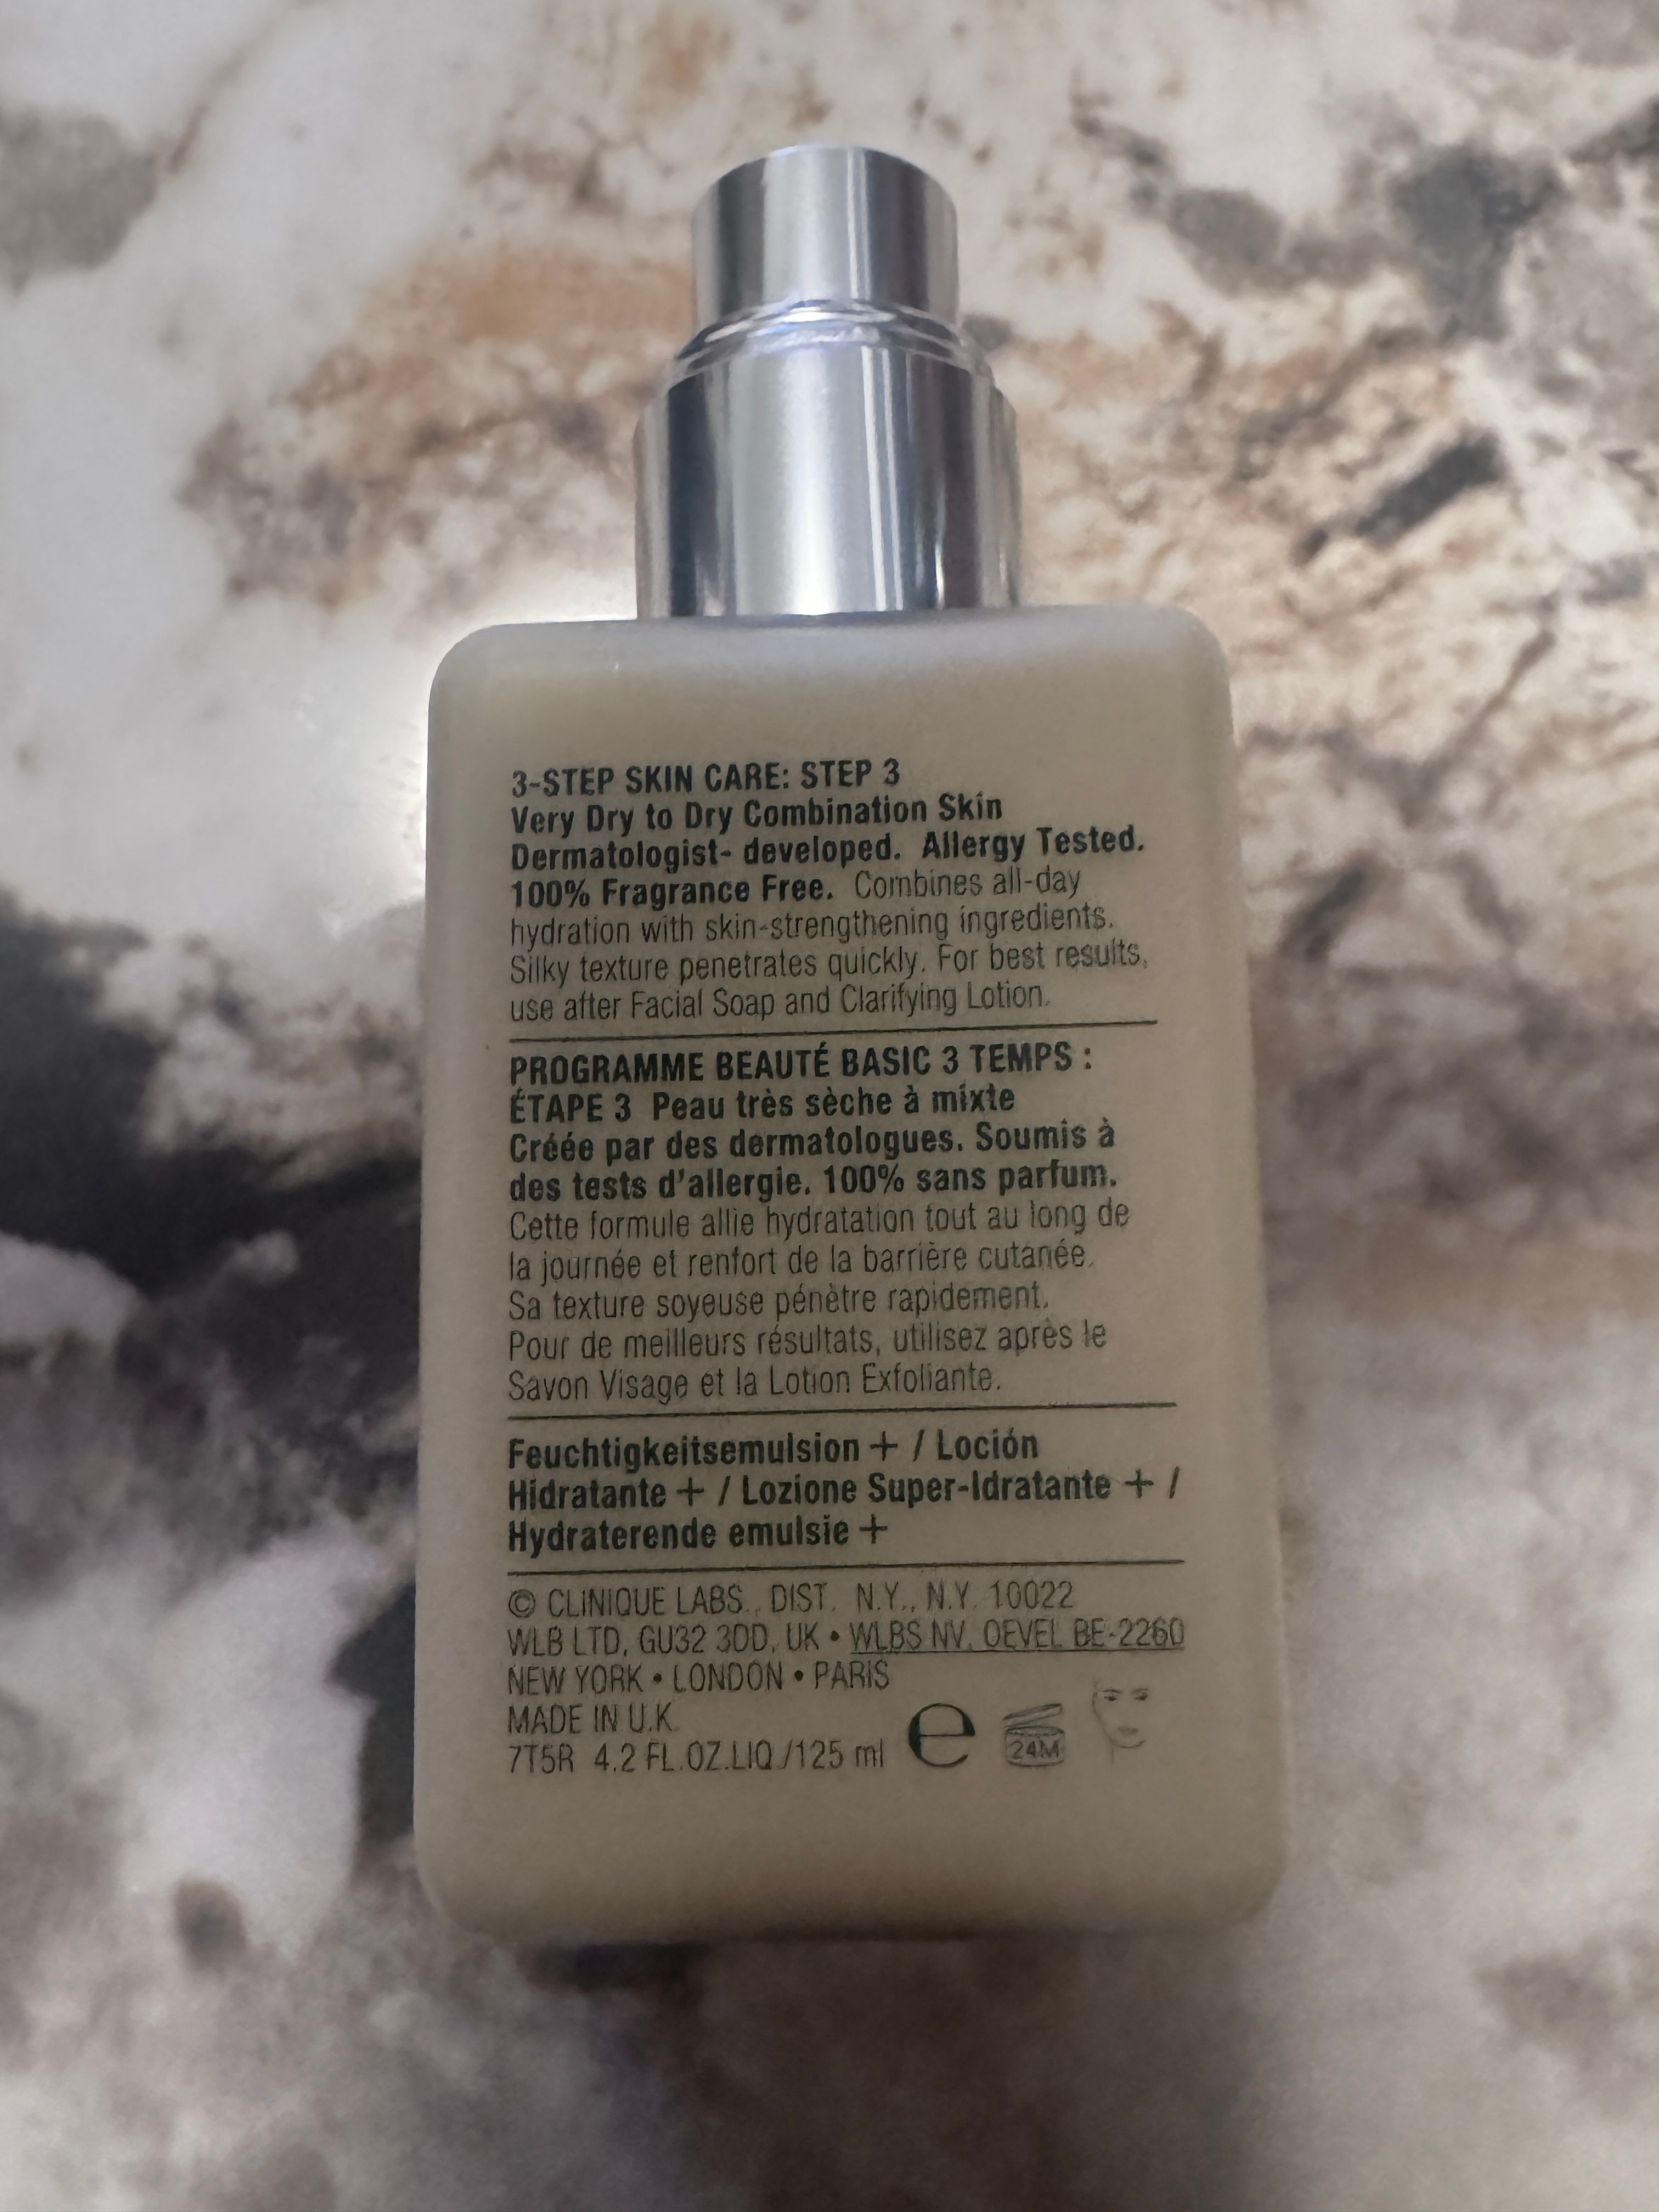 3-STEP SKIN CARE: STEP 3
Very Dry to Dry Combination Skin
Dermatologist- developed. Allergy Tested.
100% Fragrance Free. Combines all-day
hydration with skin-strengthening ingredients.
Silky texture penetrates quickly. For best results,
use after Facial Soap and Clarifying Lotion.
PROGRAMME BEAUTÉ BASIC 3 TEMPS :
ÉTAPE 3 Peau très sèche à mixte
Créée par des dermatologues. Soumis à
des tests d'allergie. 100% sans parfum.
Cette formule allie hydratation tout au long de
la journée et renfort de la barrière cutanée.
Sa texture soyeuse pénètre rapidement.
Pour de meilleurs résultats, utilisez après le
Savon Visage et la Lotion Exfoliante.
Feuchtigkeitsemulsion + / Loción
Hidratante + / Lozione Super-Idratante + /
Hydraterende emulsie +
© CLINIQUE LABS., DIST. N.Y., N.Y. 10022
WLB LTD, GU32 3DD, UK • WLBS NV, OEVEL BE-2260
NEW YORK • LONDON • PARIS
MADE IN U.K.
7T5R 4.2 FL.OZ.LIQ./125 ml e 24M